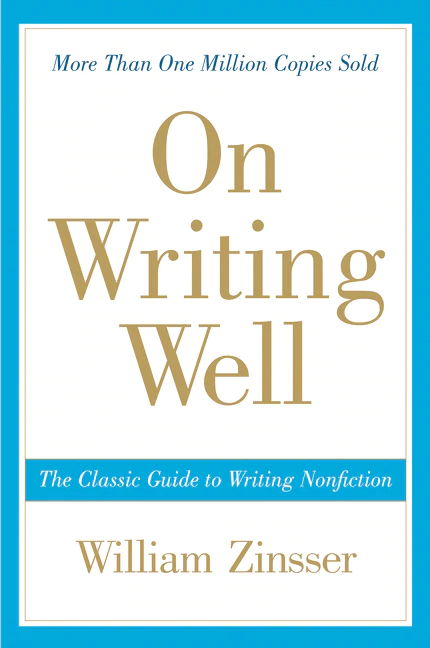 More Than One Million Copies Sold
On
Writing
Well
The Classic Guide to Writing Nonfiction
William Zinsser